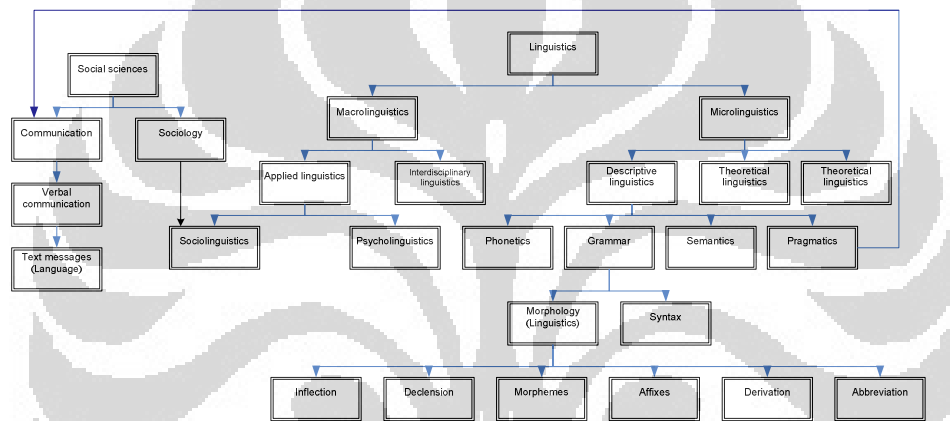 Linguistics
Social sciences
Macrolinguistics
Microlinguistics
Communication
Sociology
Applied linguistics
Interdisciplinary
linguistics
Descriptive
linguistics
Theoretical
linguistics
Theoretical
linguistics
Verbal
communication
Sociolinguistics
Psycholinguistics
Phonetics
Grammar
Semantics
Pragmatics
Text messages
(Language)
Morphology
(Linguistics)
Syntax
Inflection
Declension
Morphemes
Affixes
Derivation
Abbreviation